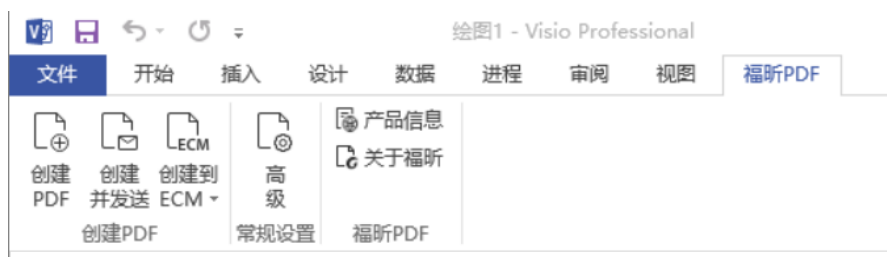 绘图1 - Visio Professional
文件 开始 插入 设计 数据 进程 审阅 视图 福昕PDF
创建
PDF
创建
并发送
ECM
创建到
ECM
高
级
产品信息
关于福昕
创建PDF 常规设置 福昕PDF